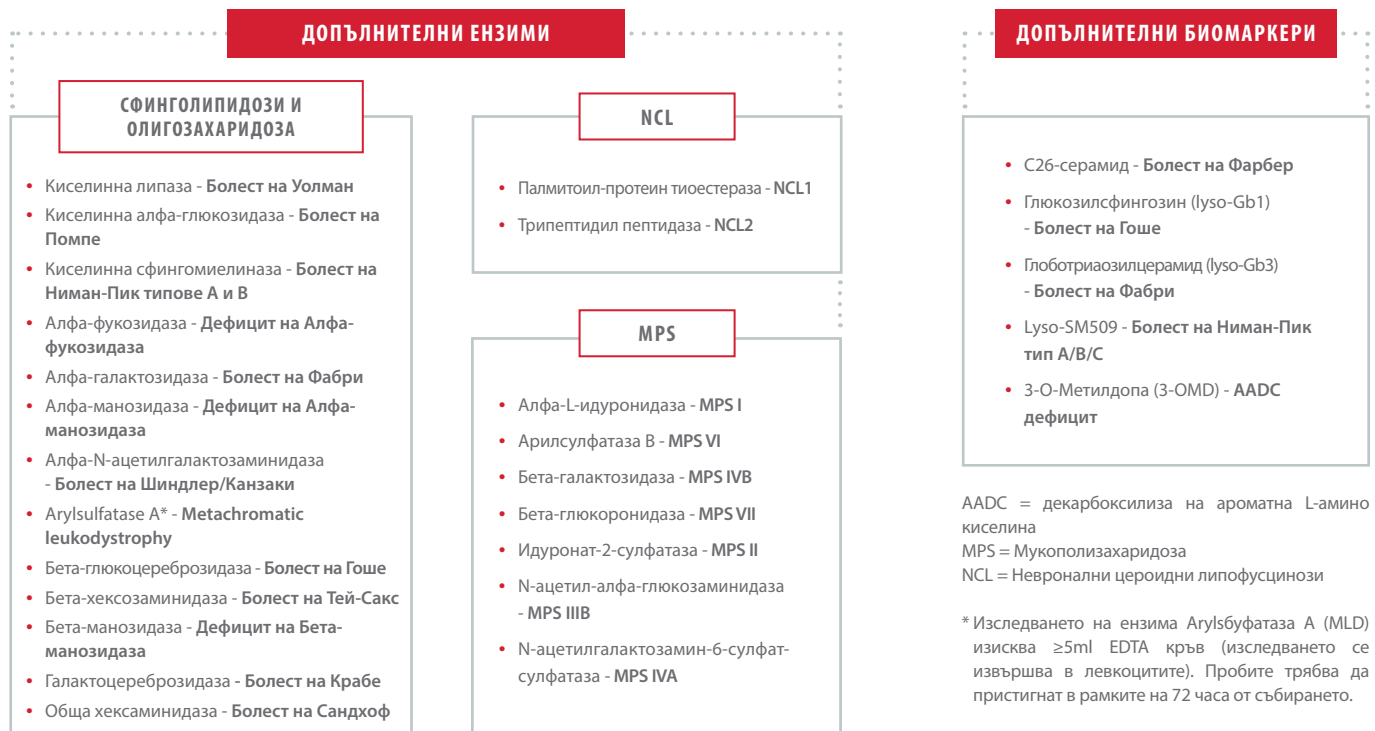 ДОПЪЛНИТЕЛНИ ЕНЗИМИ
СФИНГОЛИПИДОЗИ И
ОЛИГОЗАХАРИДОЗА
• Киселинна липаза - Болест на Уолман
• Киселинна алфа-глюкозидаза - Болест на
Помпе
• Киселинна сфингомиелиназа - Болест на
Ниман-Пик типове А и В
• Алфа-фукозидаза - Дефицит на Алфа-
фукозидаза
• Алфа-галактозидаза - Болест на Фабри
• Алфа-манозидаза - Дефицит на Алфа-
манозидаза
• Алфа-N-ацетилгалактозаминидаза
- Болест на Шиндлер/Канзаки
• Arylsulfatase A* - Metachromatic
leukodystrophy
• Бета-глюкоцереброзидаза - Болест на Гоше
• Бета-хексозаминидаза - Болест на Тей-Сакс
• Бета-манозидаза - Дефицит на Бета-
манозидаза
• Галактоцереброзидаза - Болест на Крабе
• Обща хексаминидаза - Болест на Сандхоф
NCL
• Палмитоил-протеин тиоестераза - NCL1
• Трипептидил пептидаза - NCL2
MPS
• Алфа-L-идуронидаза - MPS I
• Арилсулфатаза B - MPS VI
• Бета-галактозидаза - MPS IVB
• Бета-глюкоронидаза - MPS VII
• Идуронат-2-сулфатаза - MPS II
• N-ацетил-алфа-глюкозаминидаза
- MPS IIIB
• N-ацетилгалактозамин-6-сулфат-
сулфатаза - MPS IVA
ДОПЪЛНИТЕЛНИ БИОМАРКЕРИ
• C26-серамид - Болест на Фарбер
• Глюкозилсфингозин (lyso-Gb1)
- Болест на Гоше
• Глоботриаозилцерамид (lyso-Gb3)
- Болест на Фабри
• Lyso-SM509 - Болест на Ниман-Пик
тип A/B/C
• 3-О-Метилдопа (3-OMD) - AADC
дефицит
AADC = декарбоксилиза на ароматна L-амино
киселина
MPS = Мукополизахаридоза
NCL = Невронални цероидни липофусцинози
* Изследването на ензима Arylsбуфатаза А (MLD)
изисква ≥5ml EDTA кръв (изследването се
извършва в левкоцитите). Пробите трябва да
пристигнат в рамките на 72 часа от събирането.